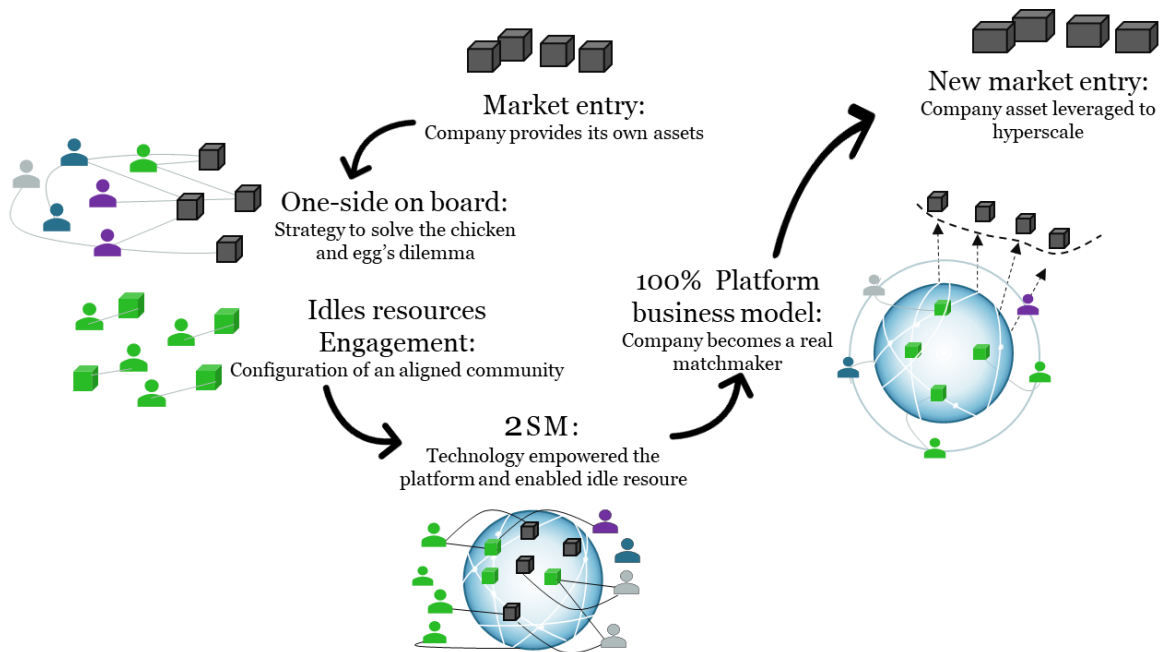 Market entry:
Company provides its own assets
One-side on board:
Strategy to solve the chicken
and egg's dilemma
Idles resources
Engagement:
Configuration of an aligned community
2SM:
Technology empowered the
platform and enabled idle resoure
100% Platform
business model:
Company becomes a real
matchmaker
New market entry:
Company asset leveraged to
hyperscale